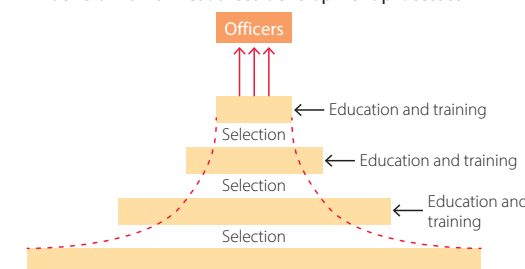 Officers
Education and training
Selection
Education and training
Selection
Education and
training
Selection